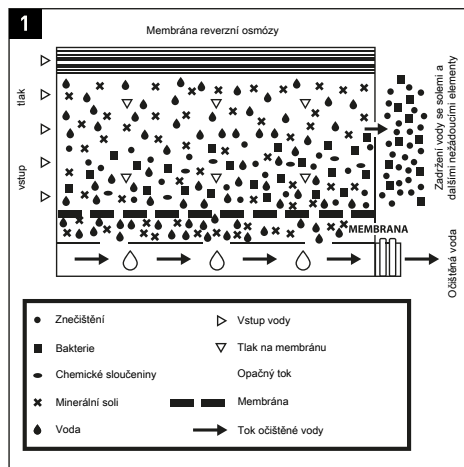 1
Membrána reverzní osmózy
tlak
vstup
Zadržení vody se solemi a
dalšími nežádoucími elementy
MEMBRANA
Očištěná voda
Znečištění
Bakterie
Chemické sloučeniny
Minerální soli
Voda
Vstup vody
Tlak na membránu
Opačný tok
Membrána
Tok očištěné vody